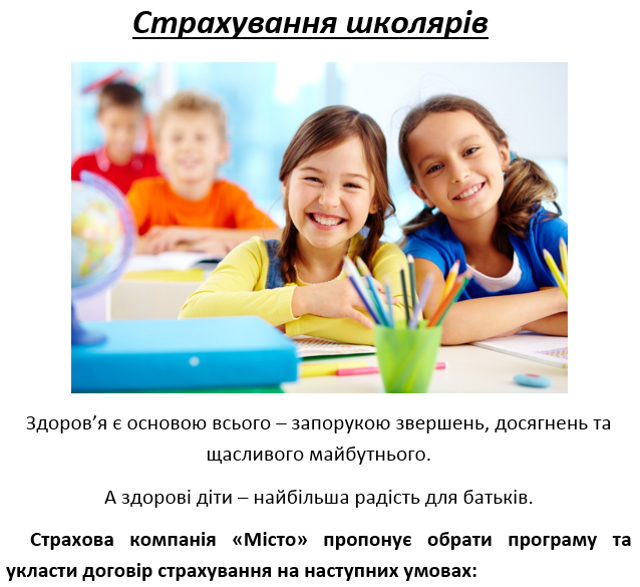 Страхування школярів
Здоров’я є основою всього – запорукою звершень, досягнень та
щасливого майбутнього.
А здорові діти – найбільша радість для батьків.
Страхова компанія «Місто» пропонує обрати програму та
укласти договір страхування на наступних умовах: